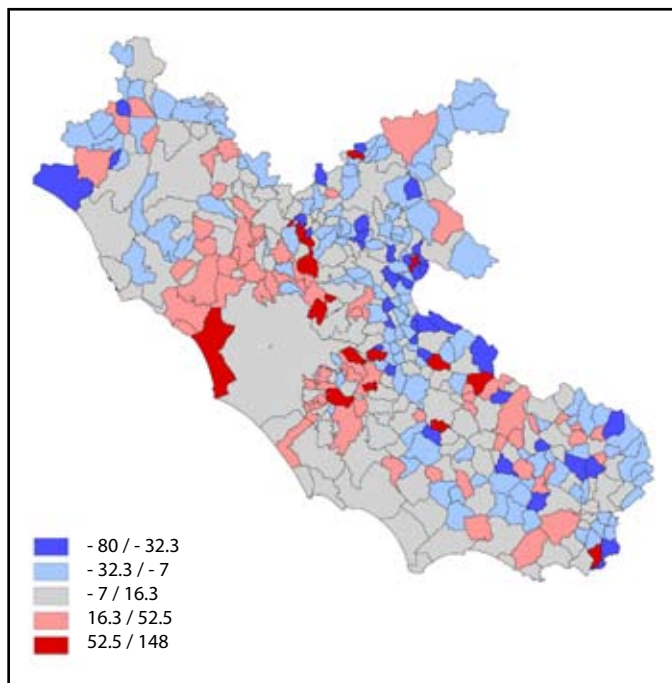 - 80 / - 32.3
- 32.3 / - 7
- 7 / 16.3
16.3 / 52.5
52.5 / 148